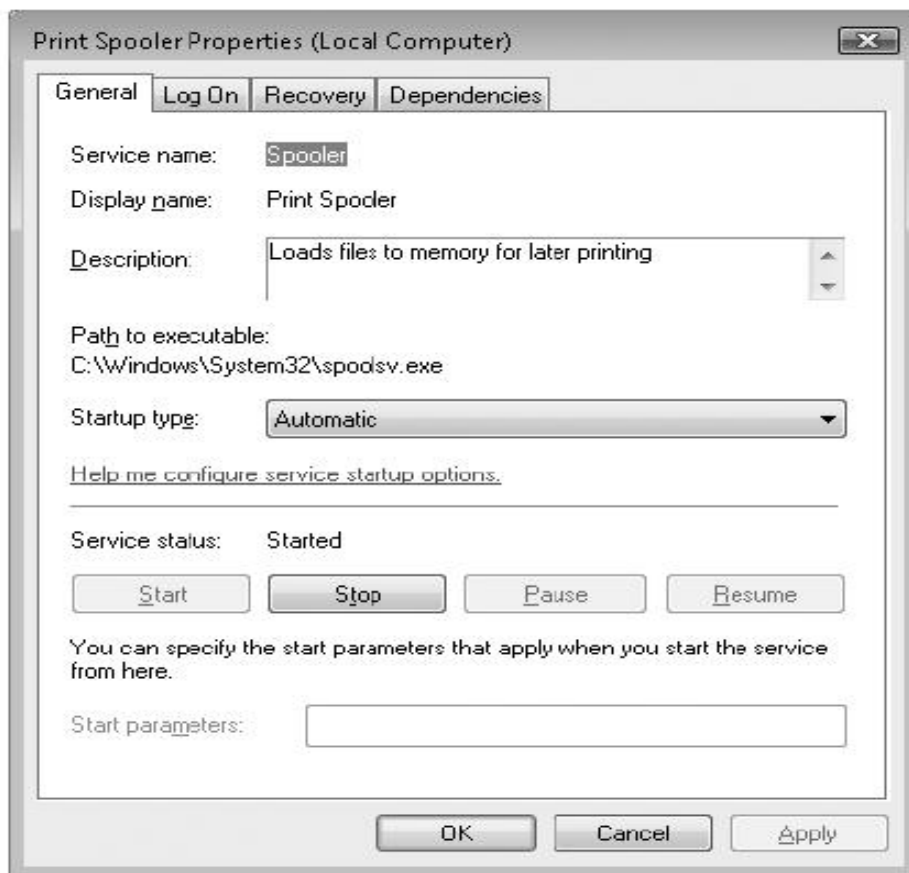 Print Spooler Properties (Local Computer)
General Log On Recovery Dependencies
Service name: Spooler
Display name: Print Spooler
Description: Loads files to memory for later printing
Path to executable:
C:\Windows\System32\spoolsv.exe
Startup type: Automatic
Help me configure service startup options.
Service status: Started
Start Stop Pause Resume
You can specify the start parameters that apply when you start the service
from here.
Start parameters:
OK Cancel Apply